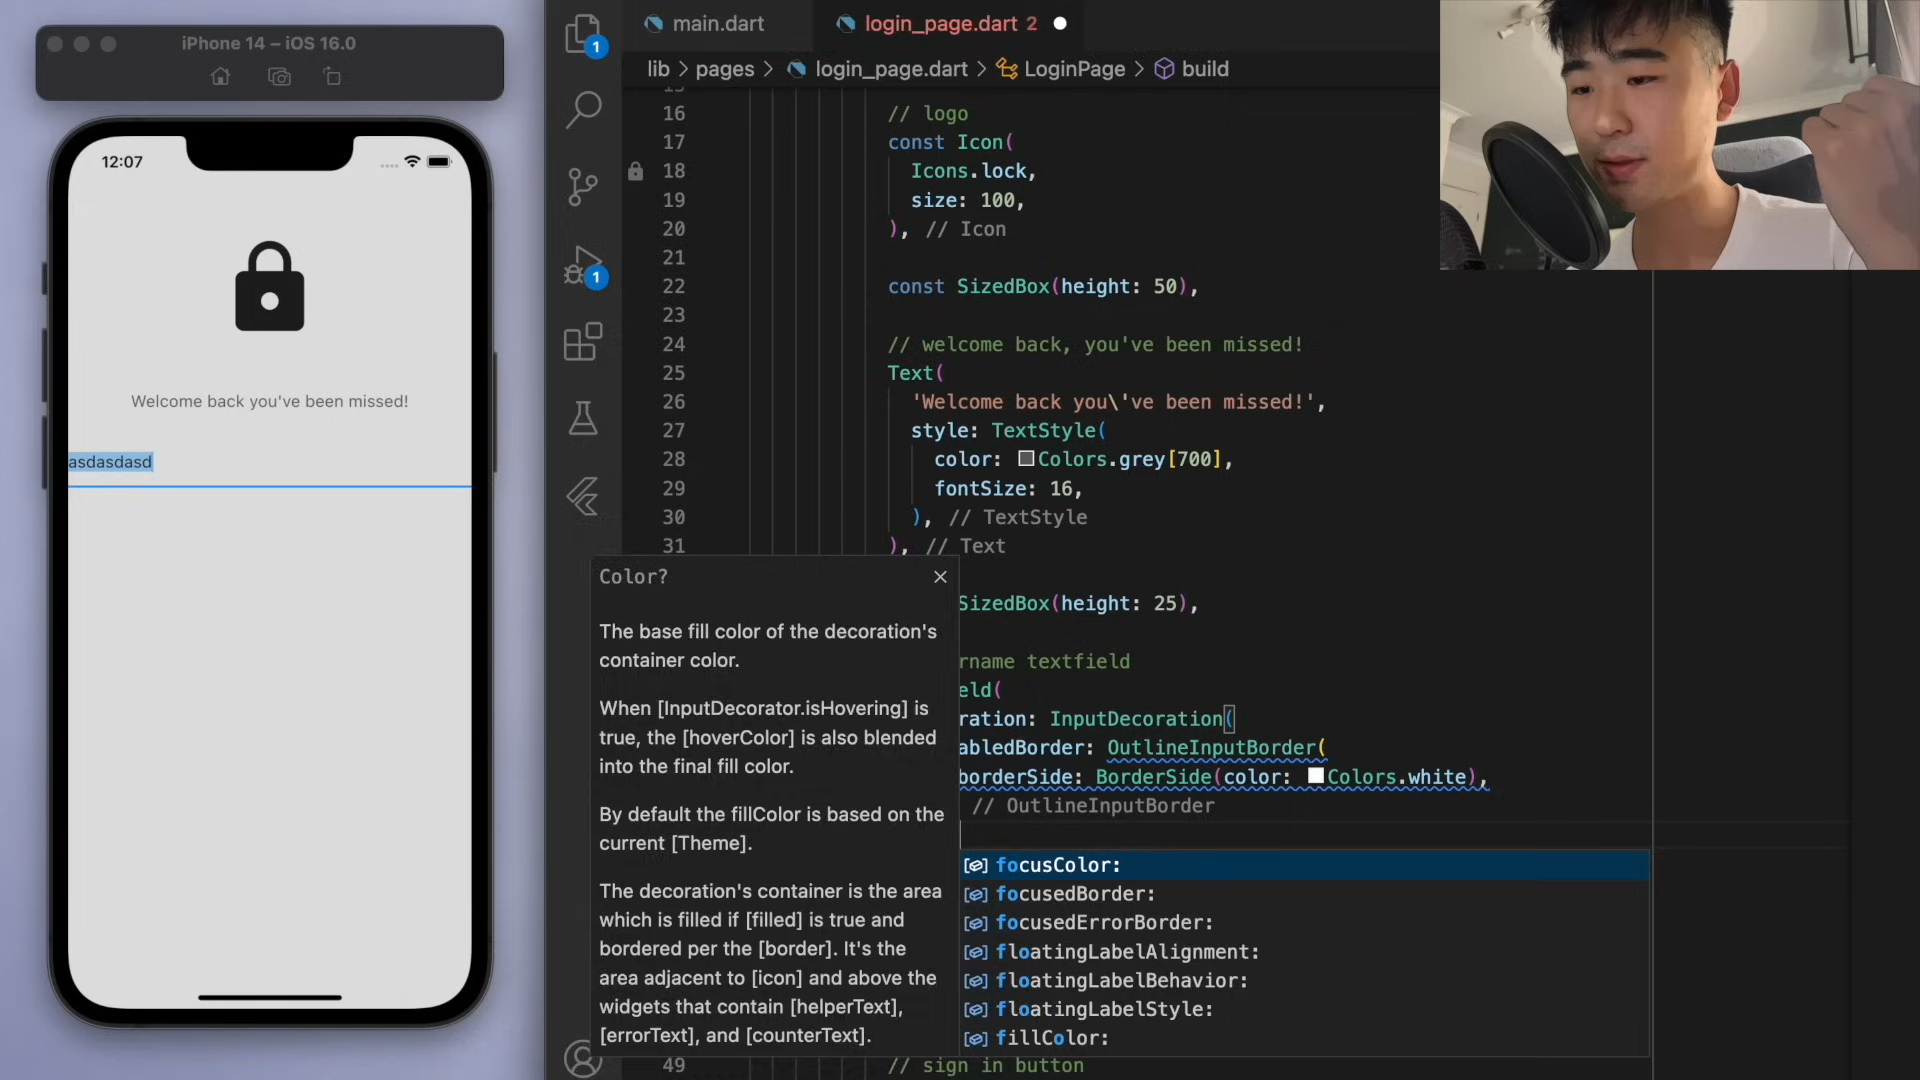 iPhone 14 – iOS 16.0
12:07
Welcome back you've been missed!
asdasdasd
1
1
main.dart
login_page.dart 2
lib > pages > login_page.dart > LoginPage > build
16 // logo
17 const Icon(
18 Icons.lock,
19 size: 100,
20 ), // Icon
21
22 const SizedBox(height: 50),
23
24 // welcome back, you've been missed!
25 Text(
26 'Welcome back you\'ve been missed!',
27 style: TextStyle(
28 color: Colors.grey[700],
29 fontSize: 16,
30 ), // TextStyle
31 ), // Text
SizedBox(height: 25),
rname textfield
eld(
ration: InputDecoration(
abledBorder: OutlineInputBorder(
borderSide: BorderSide(color: Colors.white),
// OutlineInputBorder
Color?
The base fill color of the decoration's
container color.
When [InputDecorator.isHovering] is
true, the [hoverColor] is also blended
into the final fill color.
By default the fillColor is based on the
current [Theme].
The decoration's container is the area
which is filled if [filled] is true and
bordered per the [border]. It's the
area adjacent to [icon] and above the
widgets that contain [helperText],
[errorText], and [counterText].
focusColor:
focusedBorder:
focusedErrorBorder:
floatingLabelAlignment:
floatingLabelBehavior:
floatingLabelStyle:
fillColor:
49 // sign in button